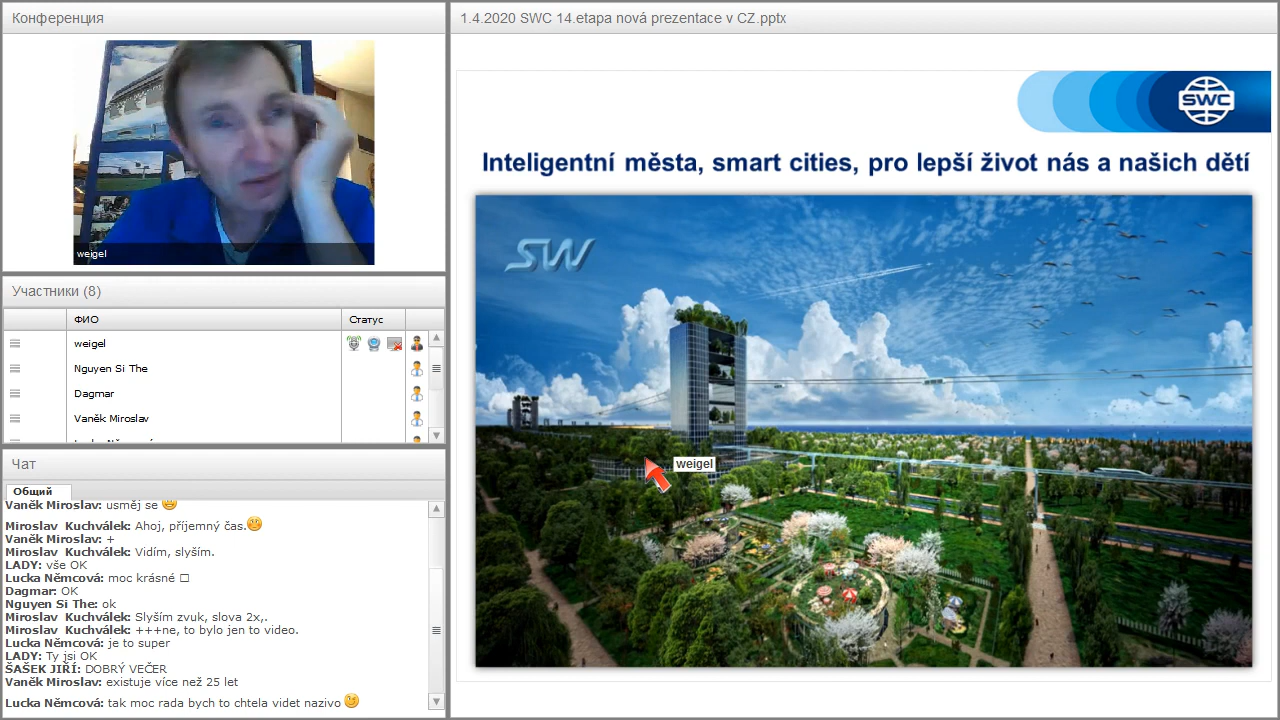 Конференция
weigel
Участники (8)
ФИО
Статус
weigel
Nguyen Si The
Dagmar
Vaněk Miroslav
Чат
Общий
Vaněk Miroslav: usměj se
Miroslav Kuchválek: Ahoj, příjemný čas.
Vaněk Miroslav: +
Miroslav Kuchválek: Vidím, slyším.
LADY: vše OK
Lucka Němcová: moc krásné □
Dagmar: OK
Nguyen Si The: ok
Miroslav Kuchválek: Slyším zvuk, slova 2x,.
Miroslav Kuchválek: +++ne, to bylo jen to video.
Lucka Němcová: je to super
LADY: Ty jsi OK
ŠAŠEK JIŘÍ: DOBRÝ VEČER
Vaněk Miroslav: existuje více než 25 let
Lucka Němcová: tak moc rada bych to chtela videt nazivo
1.4.2020 SWC 14.etapa nová prezentace v CZ.pptx
SWC
Inteligentní města, smart cities, pro lepší život nás a našich dětí
SW
weigel